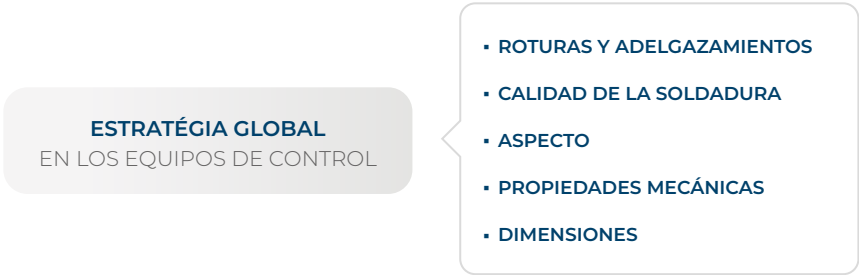 ESTRATÉGIA GLOBAL
EN LOS EQUIPOS DE CONTROL
▪ ROTURAS Y ADELGAZAMIENTOS
▪ CALIDAD DE LA SOLDADURA
▪ ASPECTO
▪ PROPIEDADES MECÁNICAS
▪ DIMENSIONES